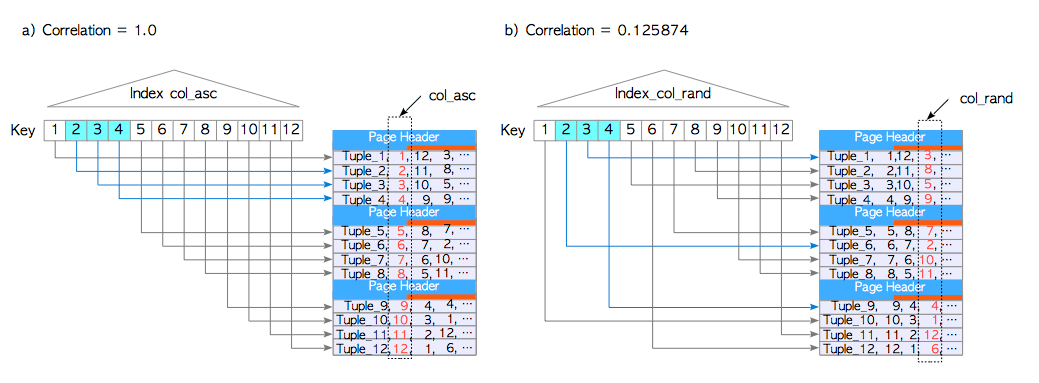 a) Correlation = 1.0
Index col_asc
col_asc
Key 1 2 3 4 5 6 7 8 9 10 11 12
Page Header
Tuple_1, 1, 12, 3, ...
Tuple_2, 2, 11, 8, ...
Tuple_3, 3, 10, 5, ...
Tuple_4, 4, 9, 9, ...
Page Header
Tuple_5, 5, 8, 7, ...
Tuple_6, 6, 7, 2, ...
Tuple_7, 7, 6, 10, ...
Tuple_8, 8, 5, 11, ...
Page Header
Tuple_9, 9, 4, 4, ...
Tuple_10, 10, 3, 1, ...
Tuple_11, 11, 2, 12, ...
Tuple_12, 12, 1, 6, ...
b) Correlation = 0.125874
Index_col_rand
col_rand
Key 1 2 3 4 5 6 7 8 9 10 11 12
Page Header
Tuple_1, 1,12, 3, ...
Tuple_2, 2,11, 8, ...
Tuple_3, 3,10, 5, ...
Tuple_4, 4, 9, 9, ...
Page Header
Tuple_5, 5, 8, 7, ...
Tuple_6, 6, 7, 2, ...
Tuple_7, 7, 6, 10, ...
Tuple_8, 8, 5, 11, ...
Page Header
Tuple_9, 9, 4 4, ...
Tuple_10, 10, 3, 1, ...
Tuple_11, 11, 2 12, ...
Tuple_12, 12, 1 6, ...